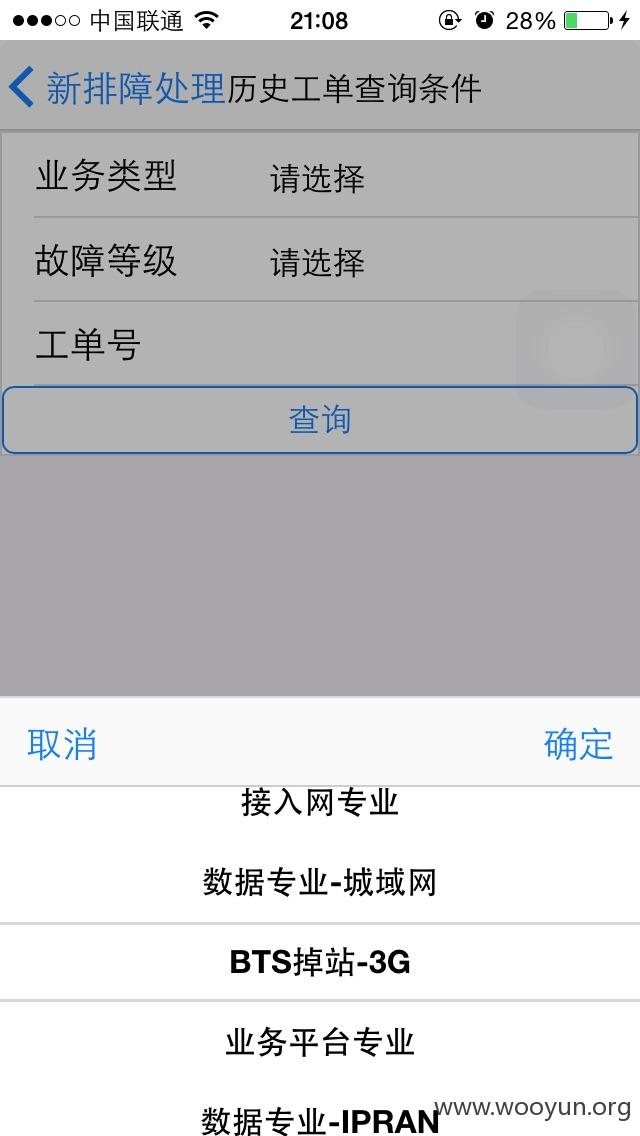 中国联通 21:08 28%
新排障处理 历史工单查询条件
业务类型 请选择
故障等级 请选择
工单号
查询
取消 确定
接入网专业
数据专业-城域网
BTS掉站-3G
业务平台专业
数据专业-IPRAN
www.wooyun.org